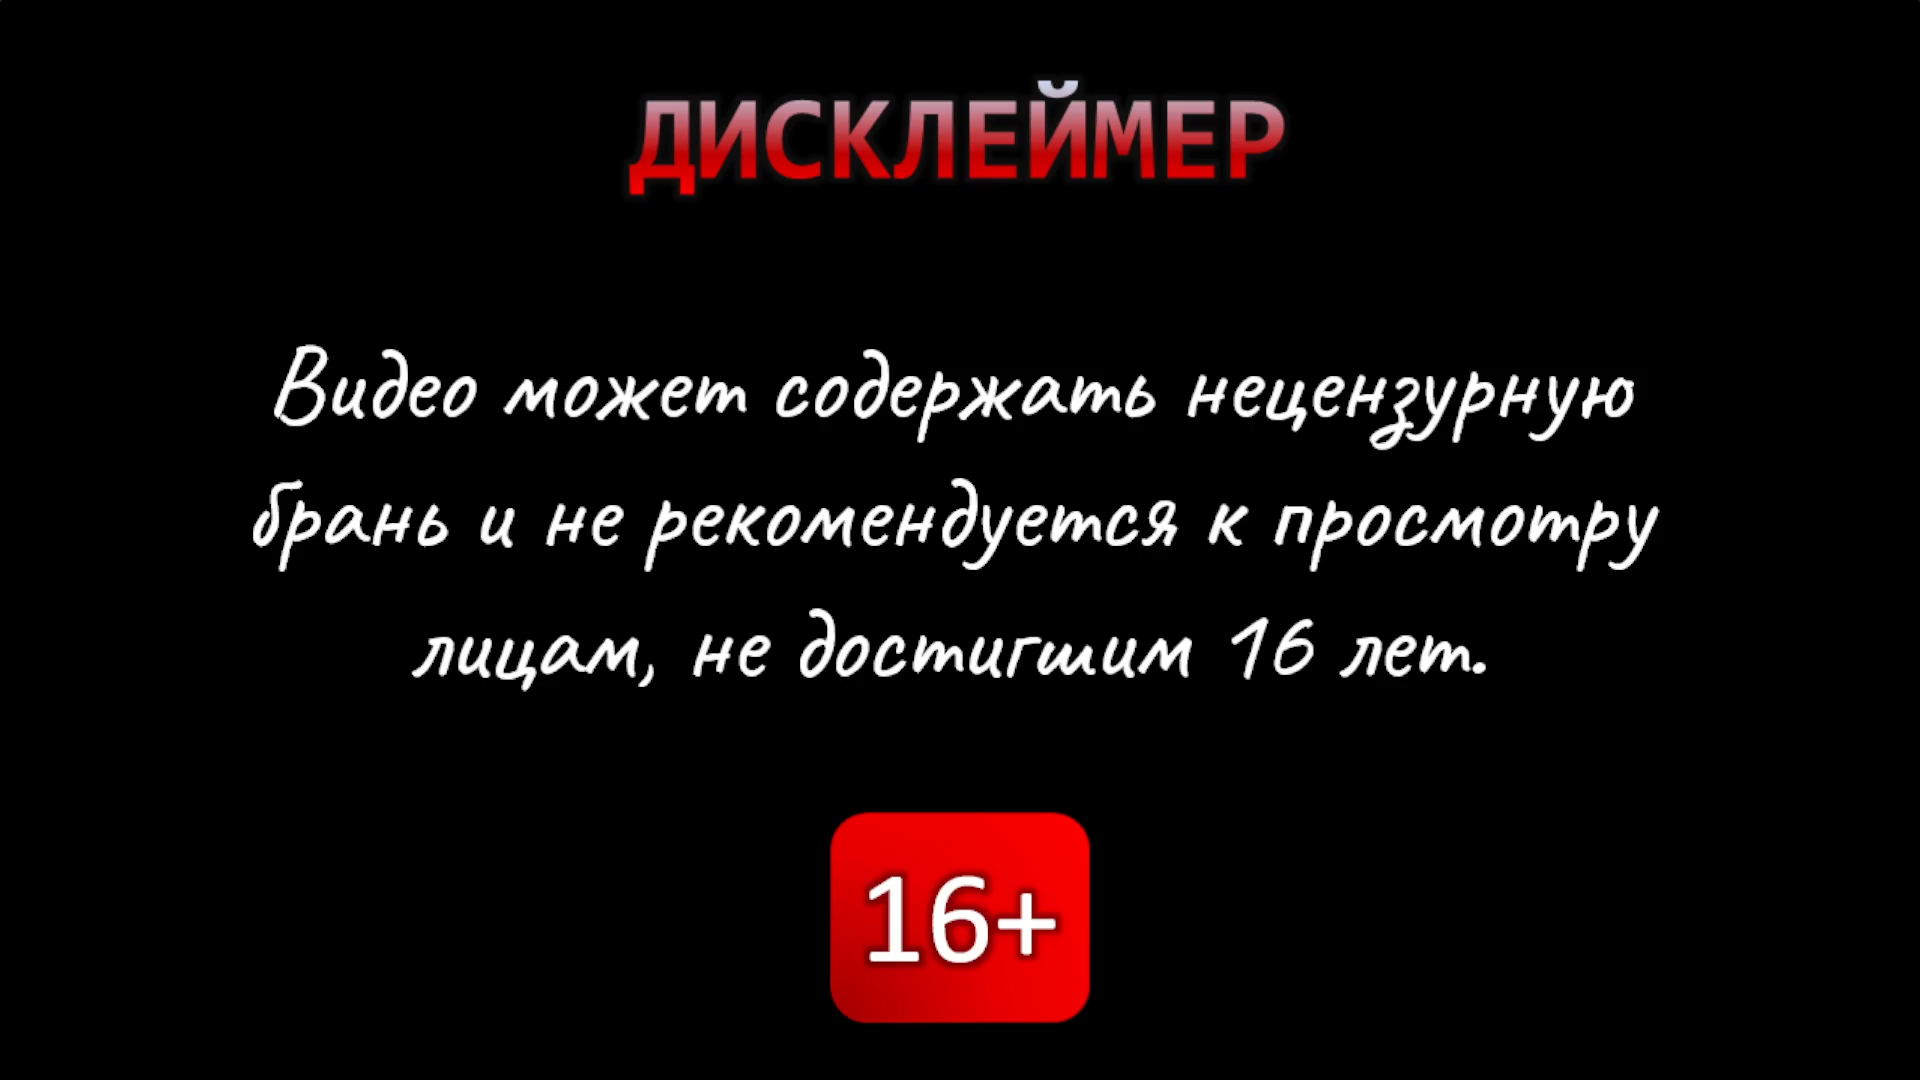 ДИСКЛЕЙМЕР
Видео может содержать нецензурную
брань и не рекомендуется к просмотру
лицам, не достигшим 16 лет.
16+